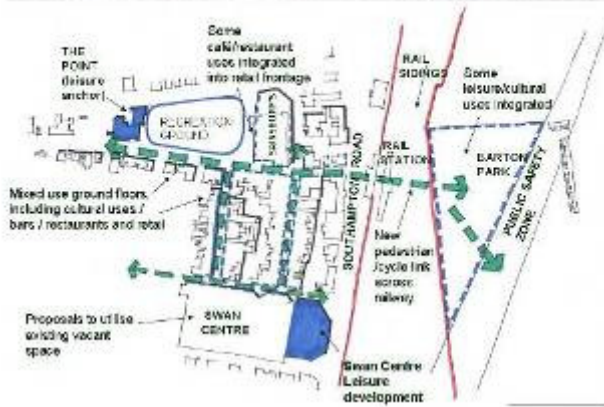 THE
POINT
(leisure
anchor)
Some
café/restaurant
uses integrated
into retail frontage
RAIL
SIDINGS
Some
leisure/cultural
uses integrated
RECREATION
GROUND
SAINSBURY'S
SOUTHAMPTON ROAD
RAIL
STATION
BARTON
PARK
PUBLIC SAFETY
ZONE
Mixed use ground floors,
including cultural uses /
bars / restaurants and retail
New
pedestrian
/cycle link
across
railway
Proposals to utilise
existing vacant
space
SWAN
CENTRE
Swan Centre
Leisure
development